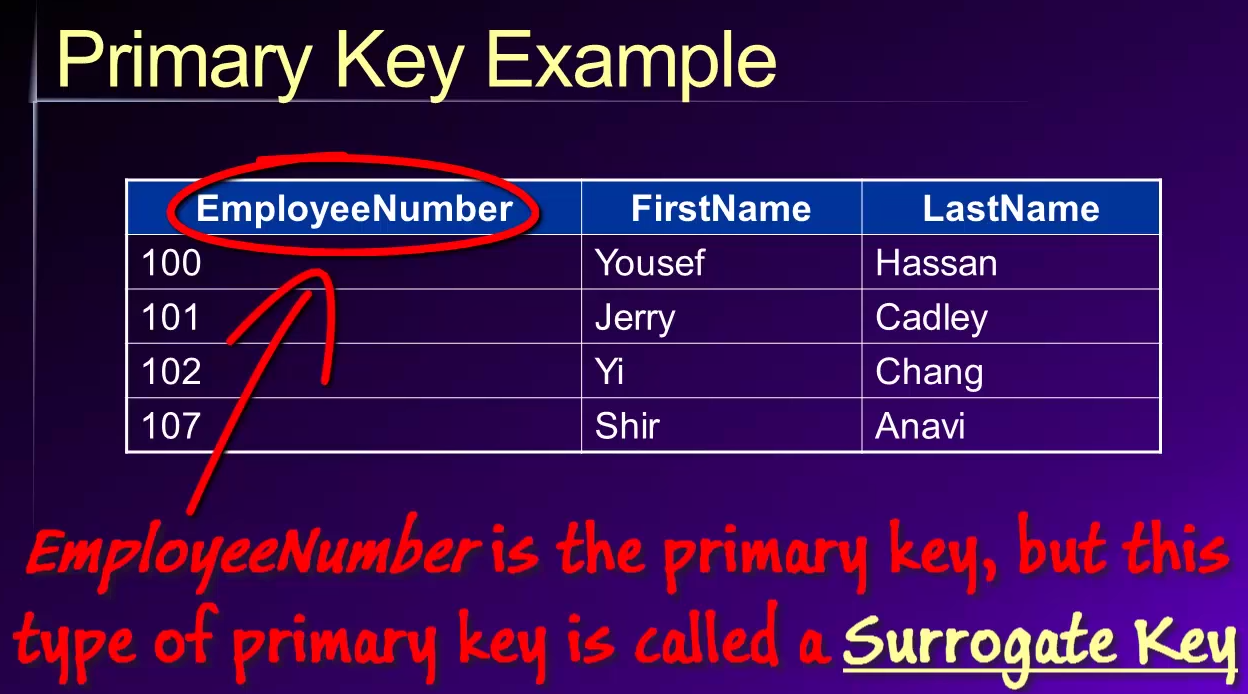 Primary Key Example
EmployeeNumber FirstName LastName
100 Yousef Hassan
101 Jerry Cadley
102 Yi Chang
107 Shir Anavi
EmployeeNumber is the primary key, but this
type of primary key is called a Surrogate Key